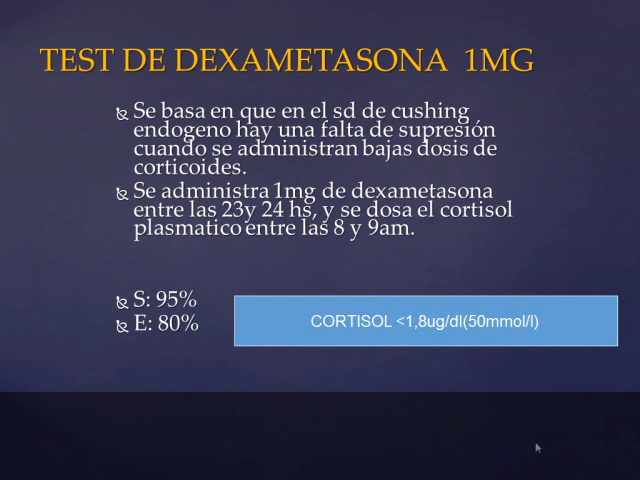 TEST DE DEXAMETASONA 1MG
Se basa en que en el sd de cushing
endogeno hay una falta de supresión
cuando se administran bajas dosis de
corticoides.
Se administra 1mg de dexametasona
entre las 23y 24 hs, y se dosa el cortisol
plasmatico entre las 8 y 9am.
S: 95%
E: 80%
CORTISOL <1,8ug/dl(50mmol/l)